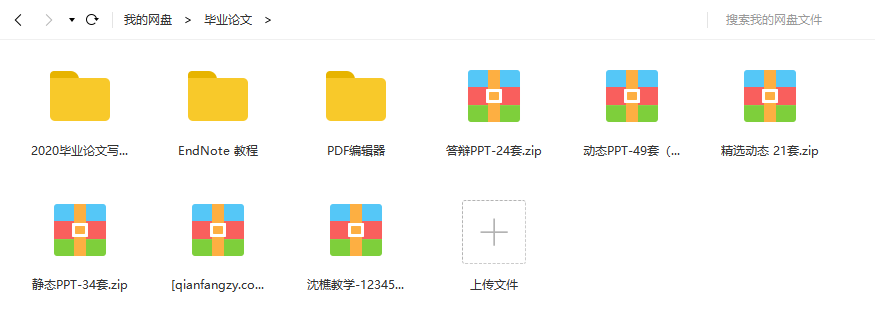 我的网盘 > 毕业论文 >
搜索我的网盘文件
2020毕业论文写...
EndNote 教程
PDF编辑器
答辩PPT-24套.zip
动态PPT-49套（...
精选动态 21套.zip
静态PPT-34套.zip
[qianfangzy.co...
沈樵教学-12345...
上传文件